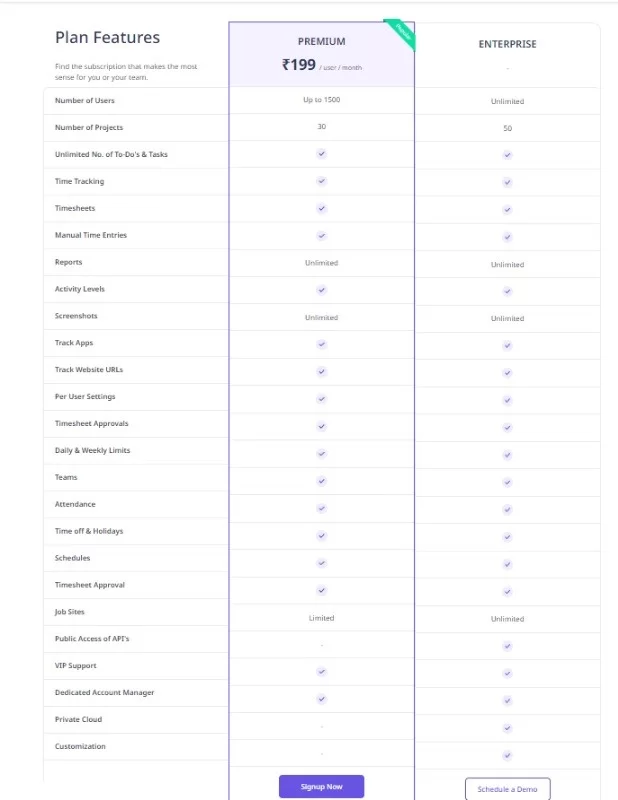 Plan Features
Find the subscription that makes the most
sense for you or your team.
PREMIUM
₹199 / user / month
Popular
ENTERPRISE
-
Number of Users Up to 1500 Unlimited
Number of Projects 30 50
Unlimited No. of To-Do's & Tasks
Time Tracking
Timesheets
Manual Time Entries
Reports Unlimited Unlimited
Activity Levels
Screenshots Unlimited Unlimited
Track Apps
Track Website URLs
Per User Settings
Timesheet Approvals
Daily & Weekly Limits
Teams
Attendance
Time off & Holidays
Schedules
Timesheet Approval
Job Sites Limited Unlimited
Public Access of API's -
VIP Support
Dedicated Account Manager
Private Cloud -
Customization -
Signup Now Schedule a Demo